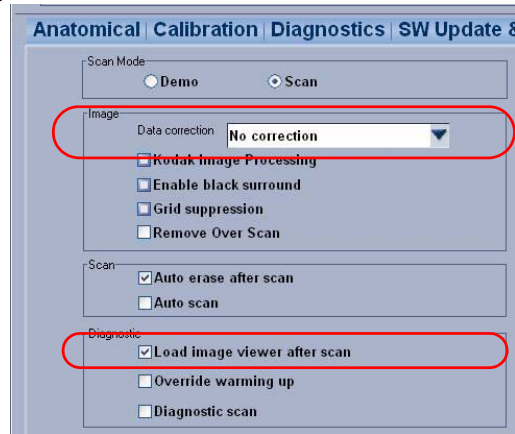 Anatomical | Calibration | Diagnostics | SW Update &
Scan Mode
Demo Scan
Image
Data correction No correction
Kodak Image Processing
Enable black surround
Grid suppression
Remove Over Scan
Scan
Auto erase after scan
Auto scan
Diagnostic
Load image viewer after scan
Override warming up
Diagnostic scan